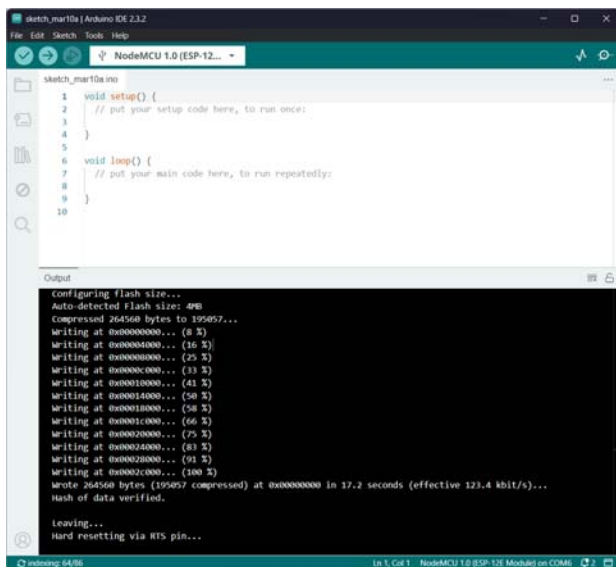 sketch_mar10a | Arduino IDE 2.3.2
File Edit Sketch Tools Help
NodeMCU 1.0 (ESP-12...
sketch_mar10a.ino
1 void setup() {
2 // put your setup code here, to run once:
3
4 }
5
6 void loop() {
7 // put your main code here, to run repeatedly:
8
9 }
10
Output
Configuring flash size...
Auto-detected Flash size: 4MB
Compressed 264560 bytes to 195057...
Writing at 0x00000000... (8 %)
Writing at 0x00004000... (16 %)
Writing at 0x00008000... (25 %)
Writing at 0x0000c000... (33 %)
Writing at 0x00010000... (41 %)
Writing at 0x00014000... (50 %)
Writing at 0x00018000... (58 %)
Writing at 0x0001c000... (66 %)
Writing at 0x00020000... (75 %)
Writing at 0x00024000... (83 %)
Writing at 0x00028000... (91 %)
Writing at 0x0002c000... (100 %)
Wrote 264560 bytes (195057 compressed) at 0x00000000 in 17.2 seconds (effective 123.4 kbit/s)...
Hash of data verified.
Leaving...
Hard resetting via RTS pin...
indexing: 64/86 Ln 1, Col 1 NodeMCU 1.0 (ESP-12E Module) on COM6 2